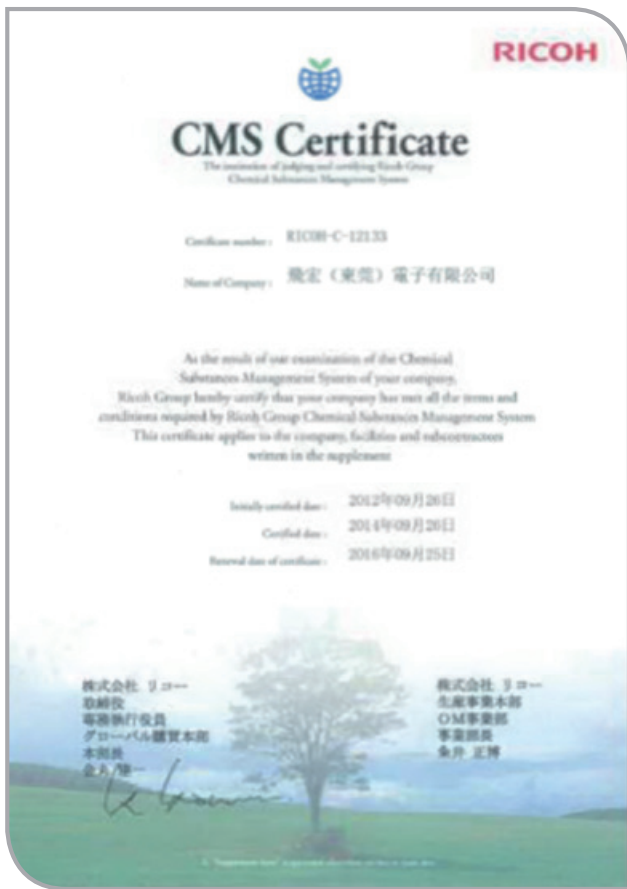 RICOH
CMS Certificate
The institution of judging and certifying Ricoh Group
Chemical Substances Management System
Certificate number : RICOH-C-12133
Name of Company : 飛宏（東莞）電子有限公司
As the result of our examination of the Chemical
Substances Management System of your company,
Ricoh Group hereby certify that your company has met all the terms and
conditions required by Ricoh Group Chemical Substances Management System
This certificate applies to the company, facilities and subcontractors
written in the supplement
Initially certified date : 2012年09月26日
Certified date : 2014年09月26日
Renewal date of certificate : 2016年09月25日
株式会社 リコー
取締役
専務執行役員
グローバル購買本部
本部長
株式会社 リコー
生産事業本部
OM事業部
事業部長